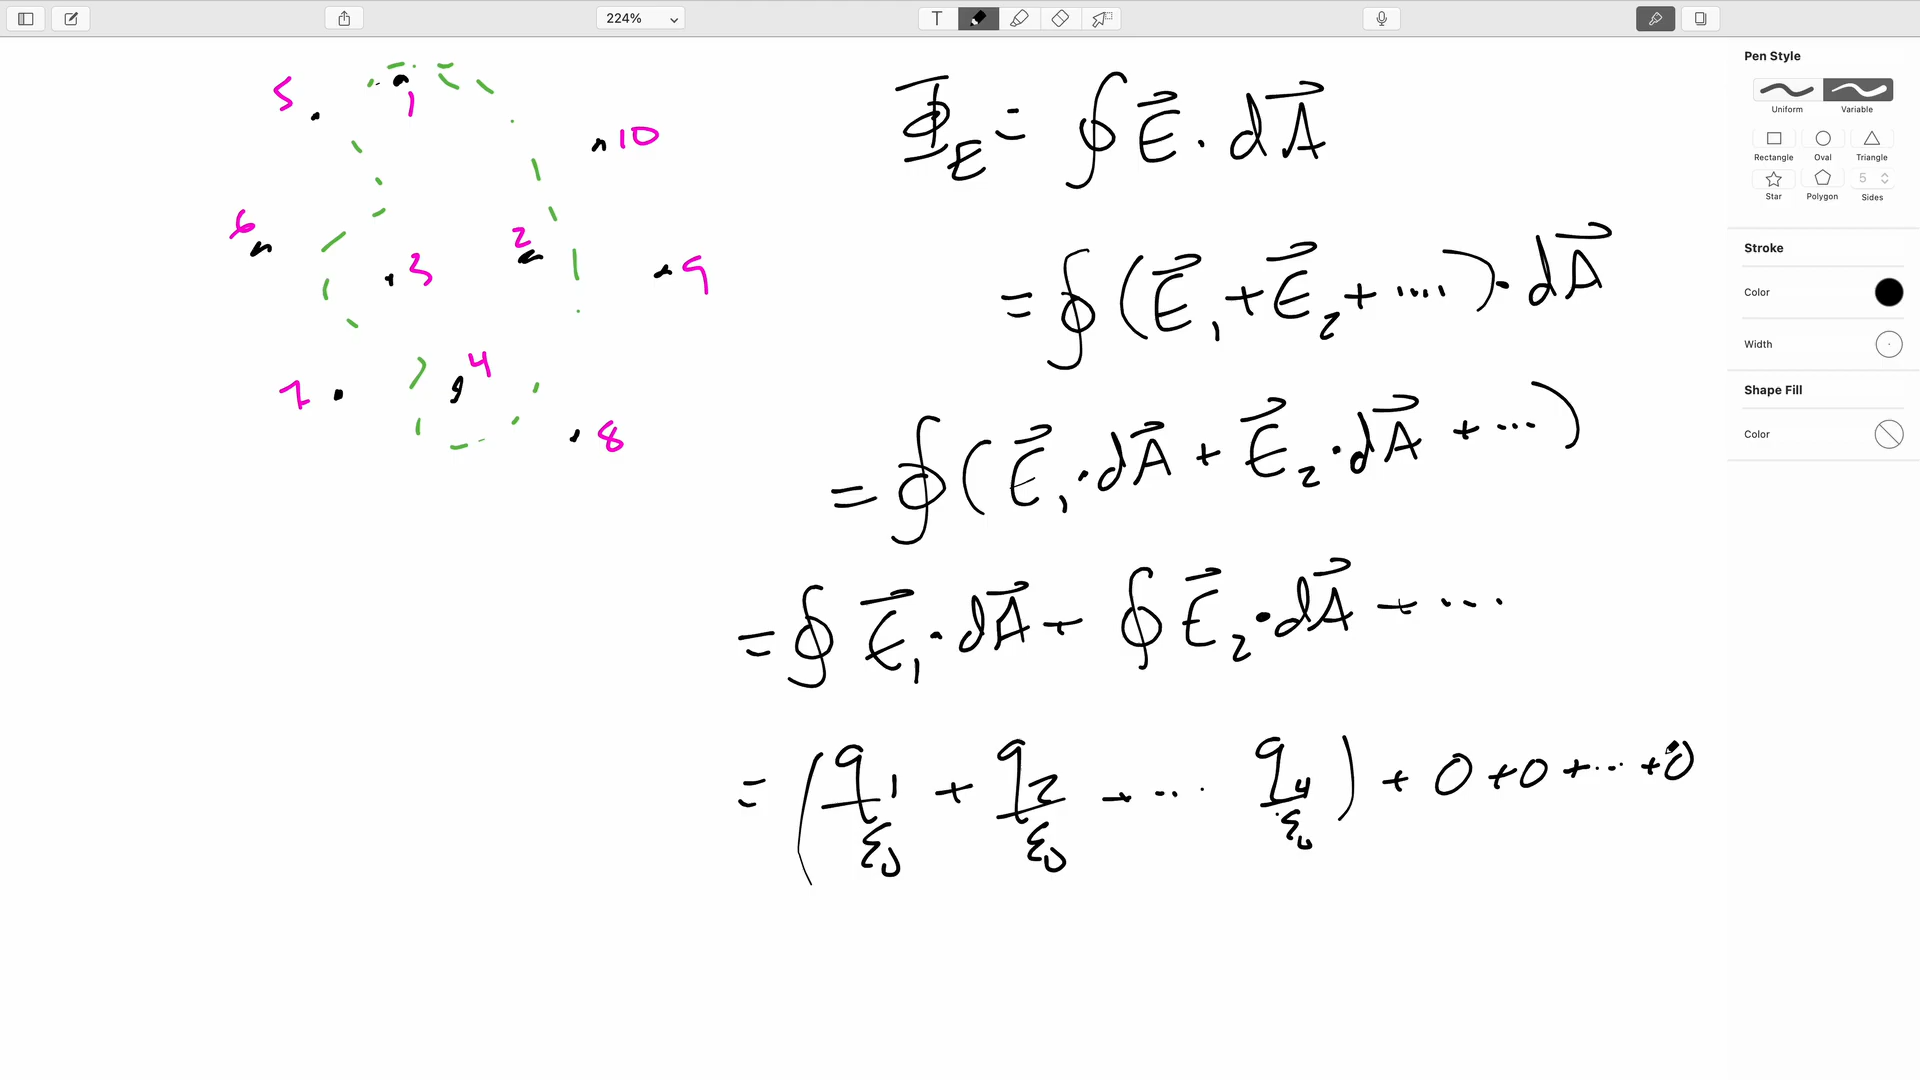 224%
T
Pen Style
Uniform
Variable
Rectangle
Oval
Triangle
5
Star
Polygon
Sides
Stroke
Color
Width
Shape Fill
Color
5
1
10
6
2
3
9
7
4
8
Φ_E = ∮ E⃗ · dA⃗
= ∮ (E⃗₁ + E⃗₂ + ....) · dA⃗
= ∮ (E⃗₁ · dA⃗ + E⃗₂ · dA⃗ + ...)
= ∮ E⃗₁ · dA⃗ + ∮ E⃗₂ · dA⃗ + ...
= (q₁/ε₀ + q₂/ε₀ + ... q₄/ε₀) + 0 + 0 + ... + 0